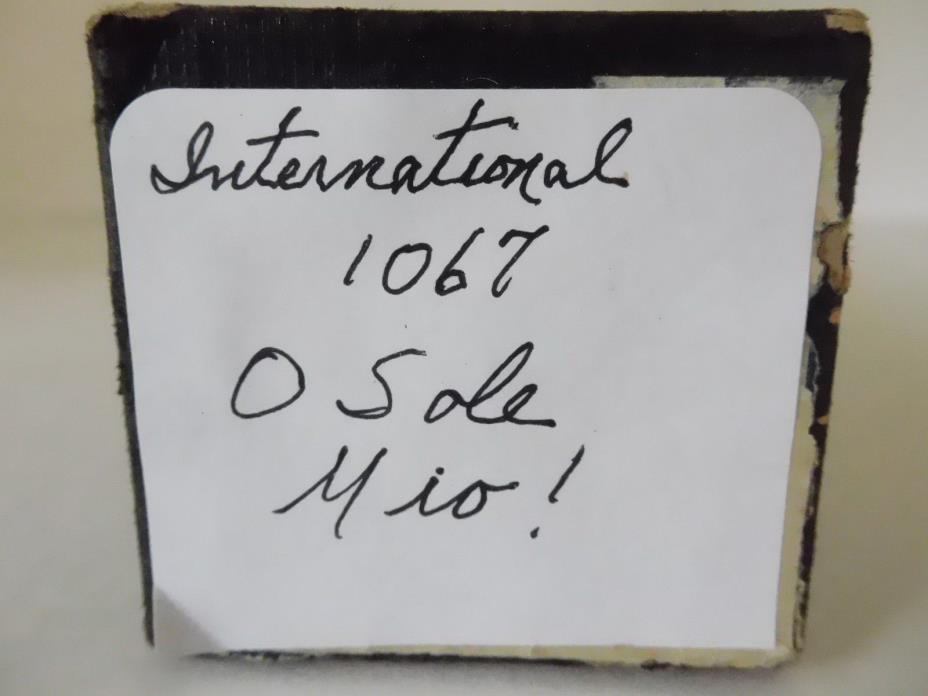 International
1067
O Sole
Mio!